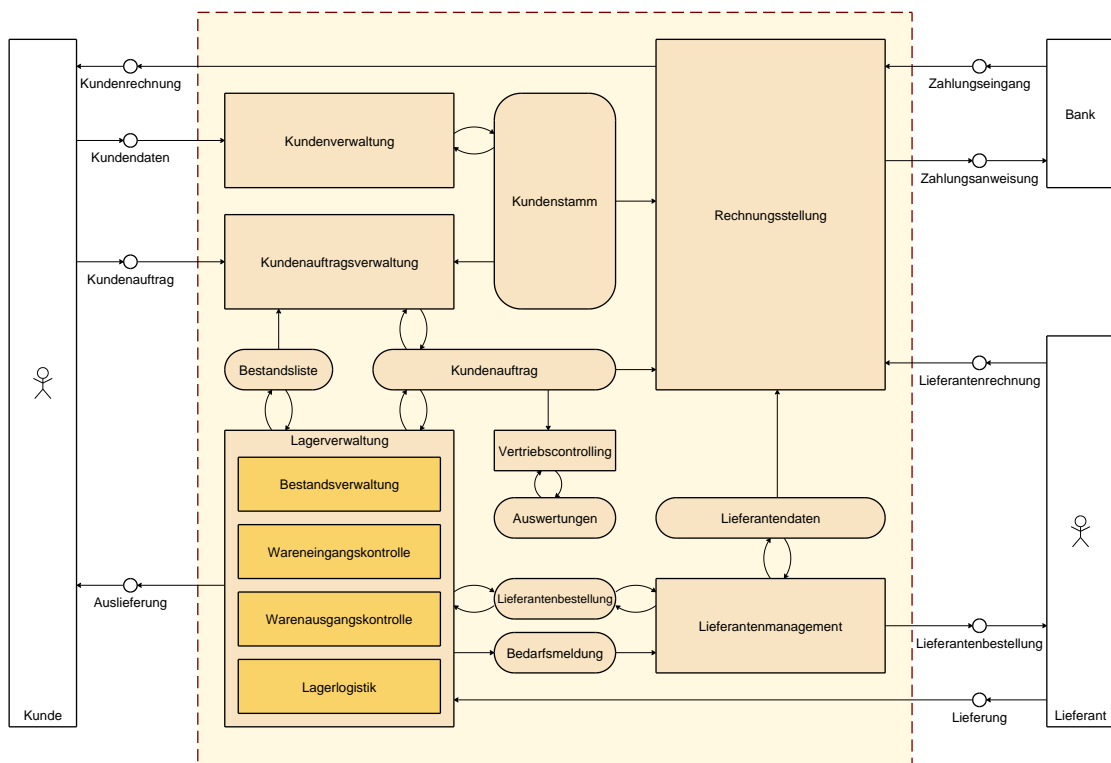 Kundenrechnung
Zahlungseingang
Bank
Kundenverwaltung
Kundendaten
Kundenstamm
Rechnungsstellung
Zahlungsanweisung
Kundenauftragsverwaltung
Kundenauftrag
Bestandsliste
Kundenauftrag
Lieferantenrechnung
Lagerverwaltung
Vertriebscontrolling
Bestandsverwaltung
Auswertungen
Lieferantendaten
Wareneingangskontrolle
Auslieferung
Lieferantenbestellung
Warenausgangskontrolle
Lieferantenmanagement
Lieferantenbestellung
Bedarfsmeldung
Lagerlogistik
Kunde
Lieferung
Lieferant